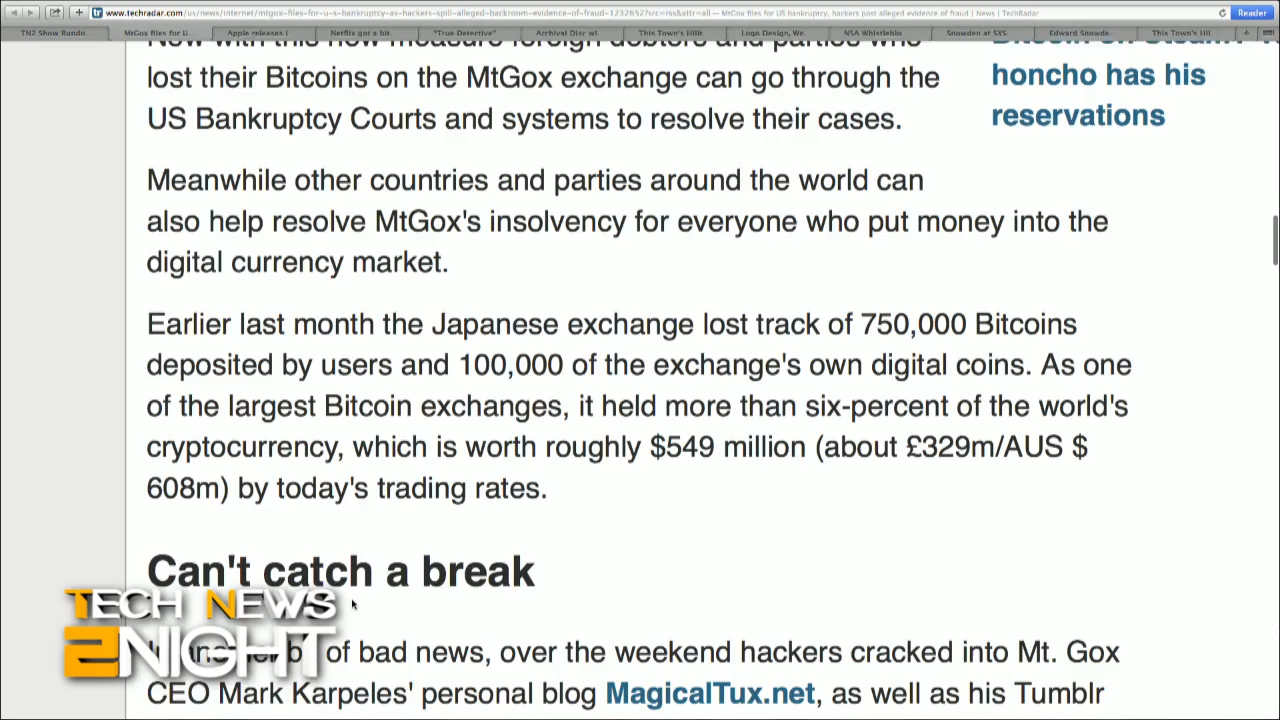 www.techradar.com/us/news/internet/mtgox-files-for-u-s-bankruptcy-as-hackers-spill-alleged-backroom-evidence-of-fraud-1232652?src=rss&attr=all — MtGox files for US bankruptcy, hackers post alleged evidence of fraud | News | TechRadar
Reader
TN2 Show Rundo... MtGox files for U... Apple releases i Netflix got a bit. "True Detective" Archival Disc wi This Town's Hillt. Logo Design, We NSA Whistleblo Snowden at SXS. Edward Snowde. This Town's Hill
Now with this new measure foreign debtors and parties who
lost their Bitcoins on the MtGox exchange can go through the
US Bankruptcy Courts and systems to resolve their cases.
Bitcoin on Steam?
honcho has his
reservations
Meanwhile other countries and parties around the world can
also help resolve MtGox's insolvency for everyone who put money into the
digital currency market.
Earlier last month the Japanese exchange lost track of 750,000 Bitcoins
deposited by users and 100,000 of the exchange's own digital coins. As one
of the largest Bitcoin exchanges, it held more than six-percent of the world's
cryptocurrency, which is worth roughly $549 million (about £329m/AUS $
608m) by today's trading rates.
Can't catch a break
TECH NEWS
2NIGHT
of bad news, over the weekend hackers cracked into Mt. Gox
CEO Mark Karpeles' personal blog MagicalTux.net, as well as his Tumblr